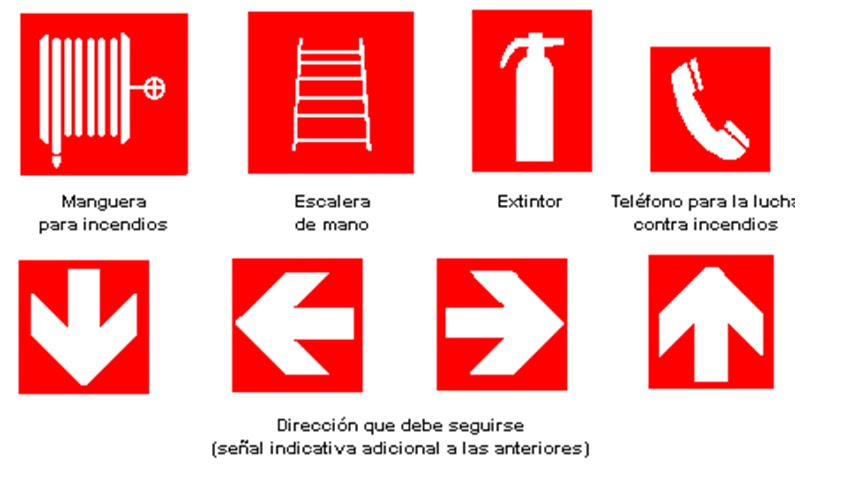 Manguera
para incendios
Escalera
de mano
Extintor
Teléfono para la lucha
contra incendios
Dirección que debe seguirse
(señal indicativa adicional a las anteriores)